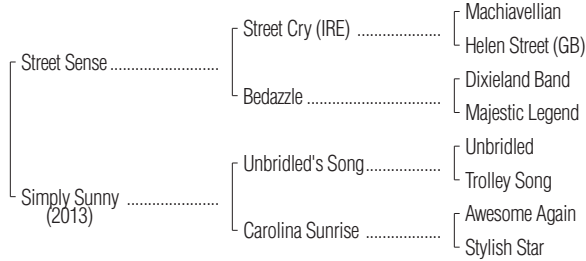 Machiavellian
Street Cry (IRE) ..................
Helen Street (GB)
Street Sense ........................
Dixieland Band
Bedazzle .............................
Majestic Legend
Unbridled
Unbridled's Song...................
Trolley Song
Simply Sunny ....................
(2013)
Awesome Again
Carolina Sunrise ................
Stylish Star